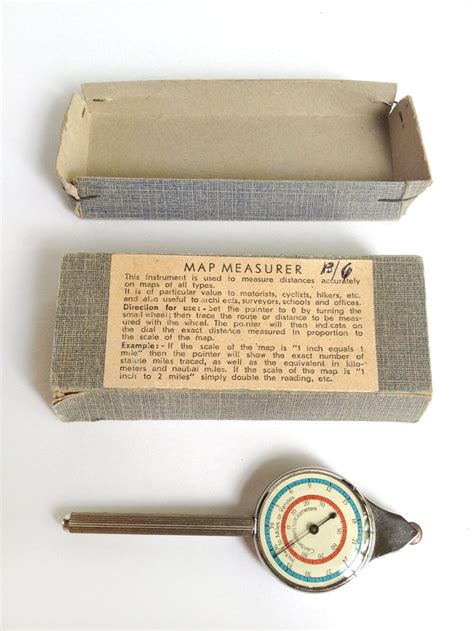 MAP MEASURER 13/6
This instrument is used to measure distances accurately
on maps of all types.
It is of particular value to motorists, cyclists, hikers, etc.
and also useful to archi ects, surveyors, schools and offices.
Direction for use:- Set the pointer to 0 by turning the
small wheel; then trace the route or distance to be meas-
ured with the wheel. The pointer will then indicate on
the dial the exact distance measured in proportion to
the scale of the map.
Example:- If the scale of the map is "1 inch equals 1
mile" then the pointer will show the exact number of
statute miles traced, as well as the equivalent in kilo-
meters and nautial miles. If the scale of the map is "1
inch to 2 miles" simply double the reading, etc.